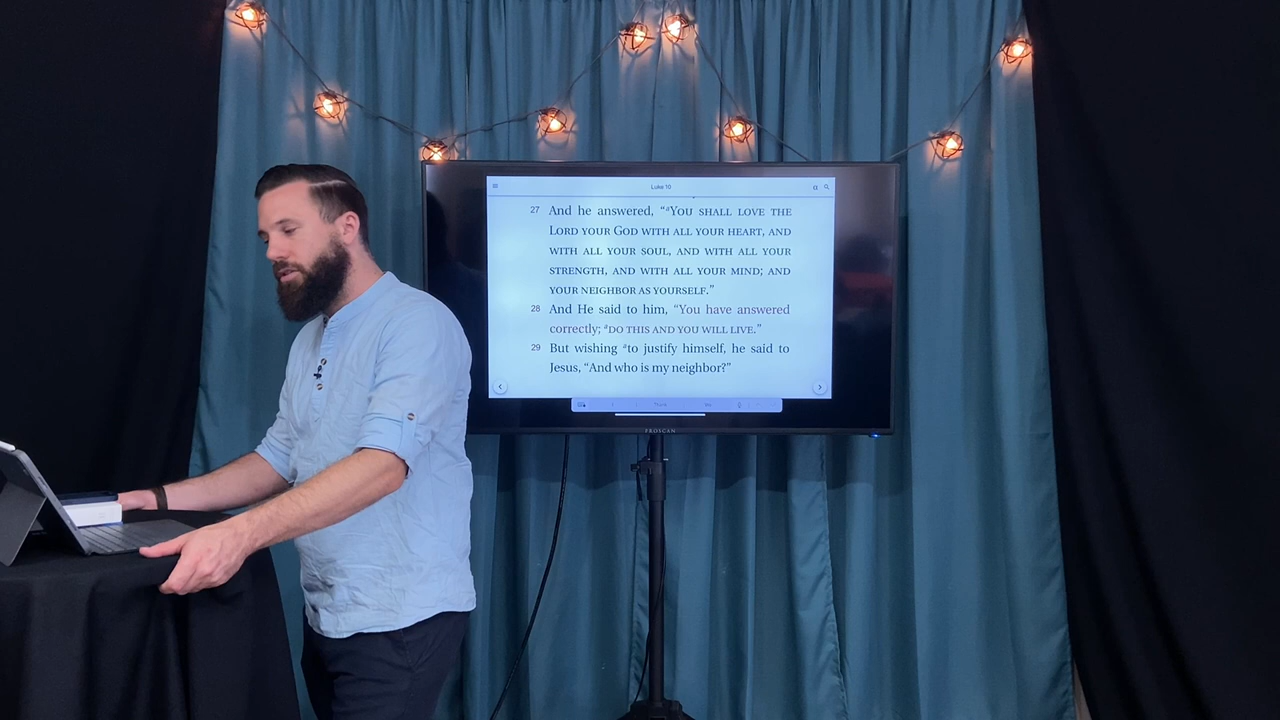 Luke 10
27 And he answered, “ᵃYOU SHALL LOVE THE
LORD YOUR GOD WITH ALL YOUR HEART, AND
WITH ALL YOUR SOUL, AND WITH ALL YOUR
STRENGTH, AND WITH ALL YOUR MIND; AND
YOUR NEIGHBOR AS YOURSELF.”
28 And He said to him, “You have answered
correctly; ᵃDO THIS AND YOU WILL LIVE.”
29 But wishing ᵃto justify himself, he said to
Jesus, “And who is my neighbor?”
PROSCAN